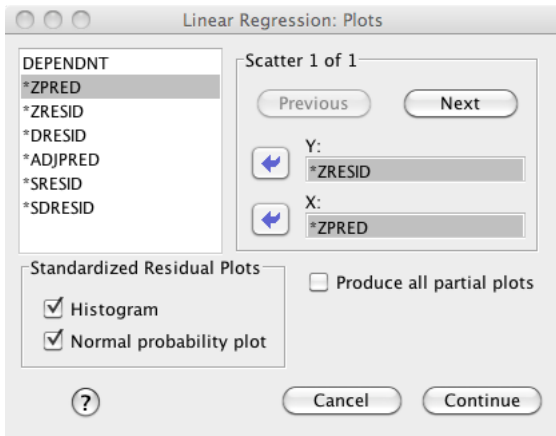 Linear Regression: Plots
DEPENDNT
*ZPRED
*ZRESID
*DRESID
*ADJPRED
*SRESID
*SDRESID
Scatter 1 of 1
Previous Next
Y:
*ZRESID
X:
*ZPRED
Standardized Residual Plots
Histogram
Normal probability plot
Produce all partial plots
? Cancel Continue